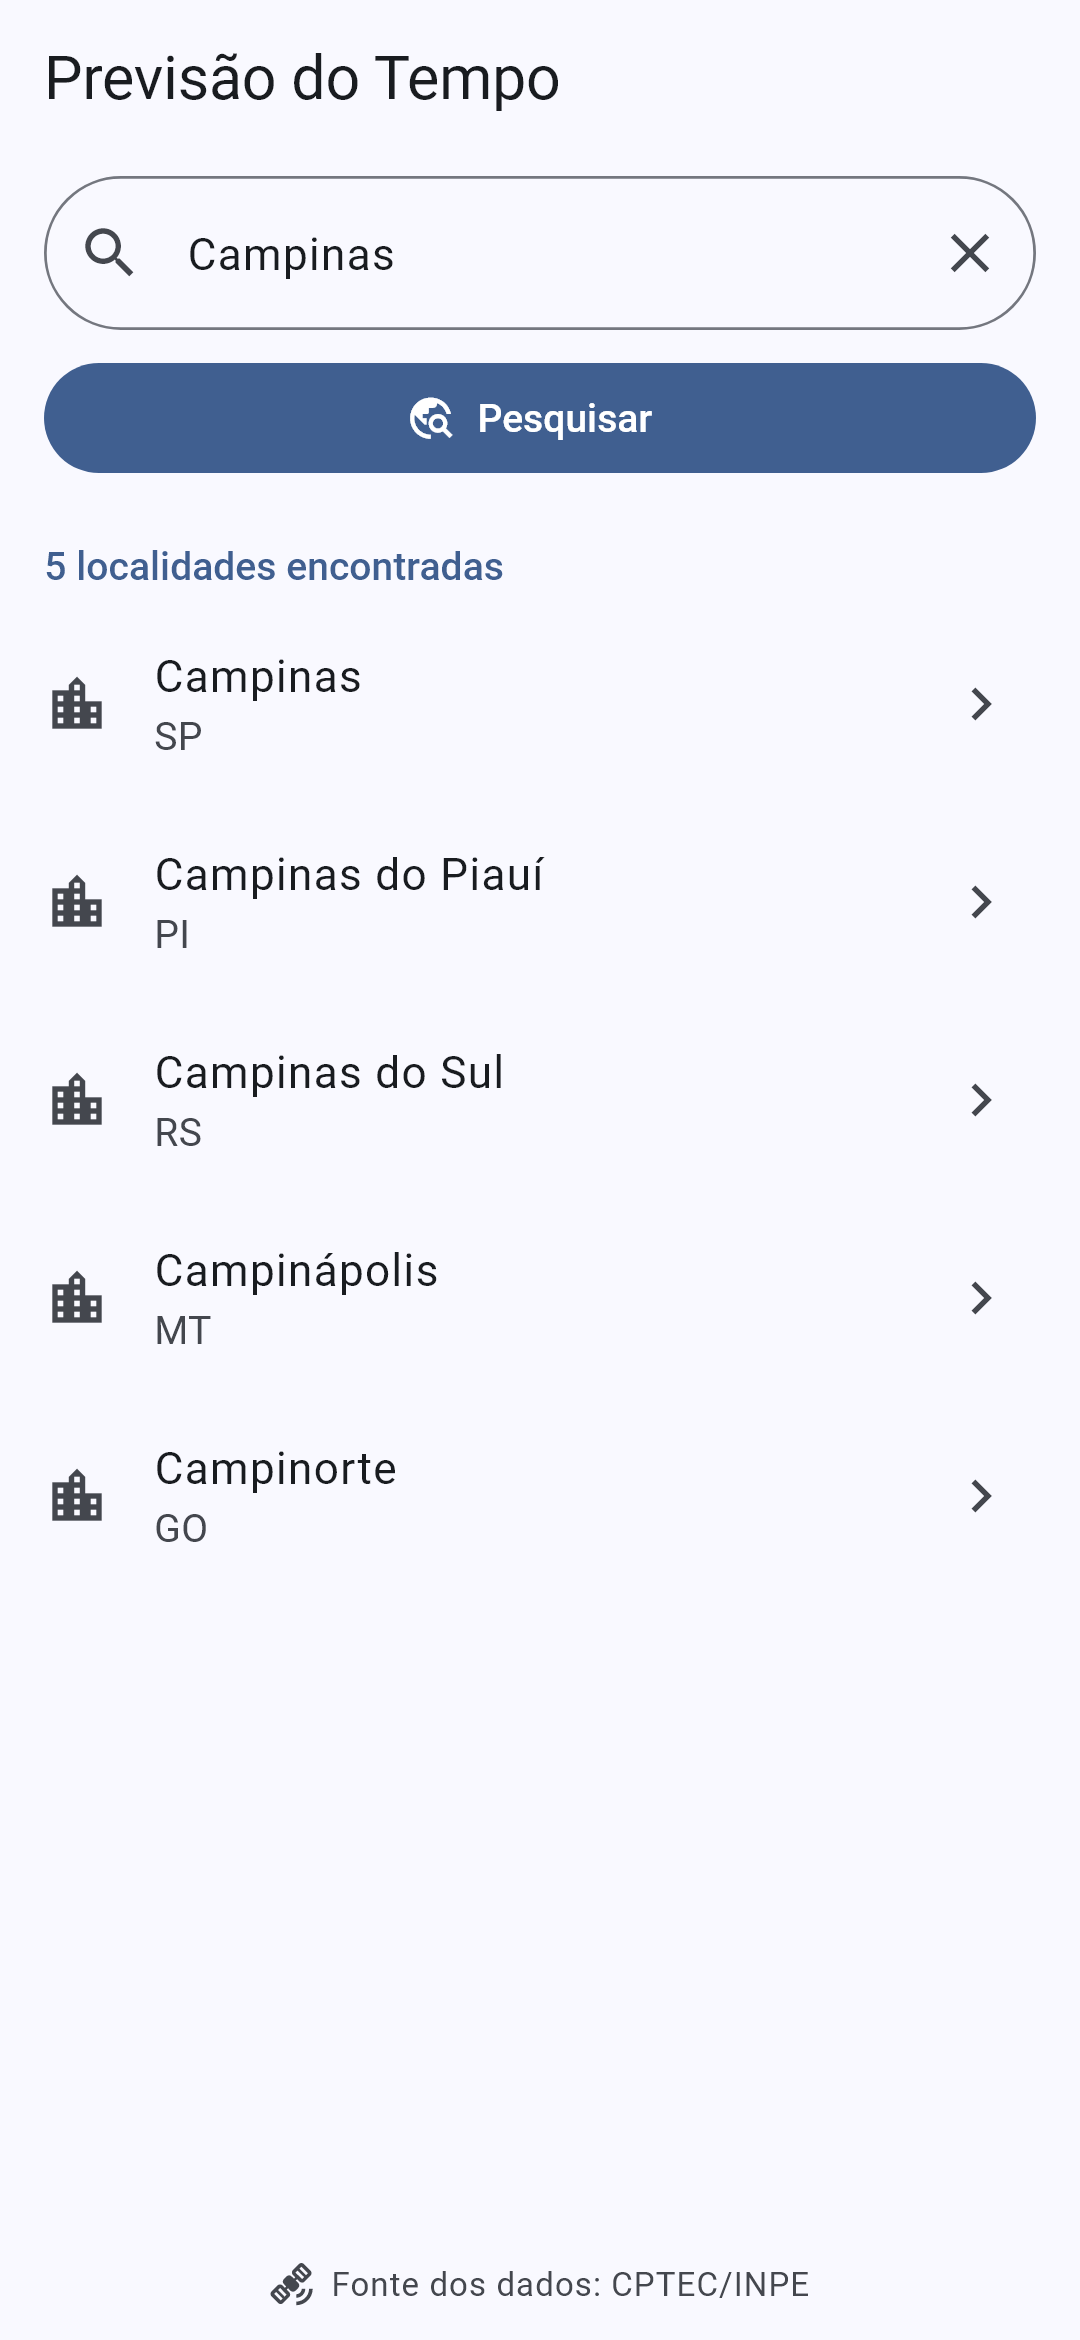 Previsão do Tempo
Campinas
Pesquisar
5 localidades encontradas
Campinas
SP
Campinas do Piauí
PI
Campinas do Sul
RS
Campinápolis
MT
Campinorte
GO
Fonte dos dados: CPTEC/INPE